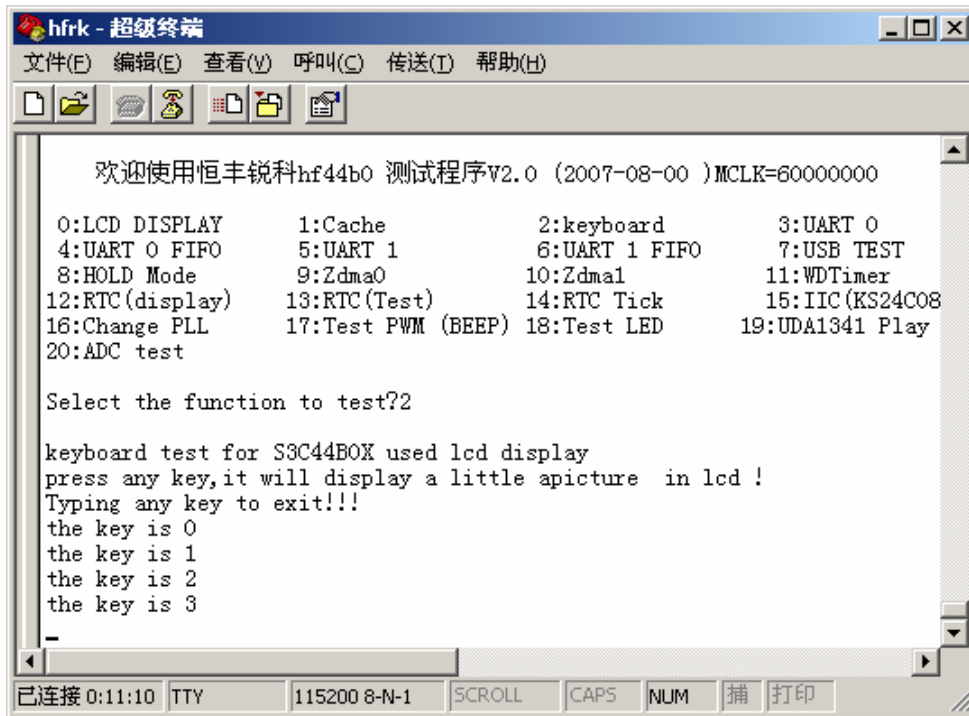 hfrk - 超级终端
文件(F) 编辑(E) 查看(V) 呼叫(C) 传送(T) 帮助(H)
欢迎使用恒丰锐科hf44b0 测试程序V2.0 (2007-08-00 )MCLK=60000000
0:LCD DISPLAY 1:Cache 2:keyboard 3:UART 0
4:UART 0 FIFO 5:UART 1 6:UART 1 FIFO 7:USB TEST
8:HOLD Mode 9:Zdma0 10:Zdma1 11:WDTimer
12:RTC(display) 13:RTC(Test) 14:RTC Tick 15:IIC(KS24C08
16:Change PLL 17:Test PWM (BEEP) 18:Test LED 19:UDA1341 Play
20:ADC test
Select the function to test?2
keyboard test for S3C44B0X used lcd display
press any key,it will display a little apicture in lcd !
Typing any key to exit!!!
the key is 0
the key is 1
the key is 2
the key is 3
已连接 0:11:10 TTY 115200 8-N-1 SCROLL CAPS NUM 捕 打印